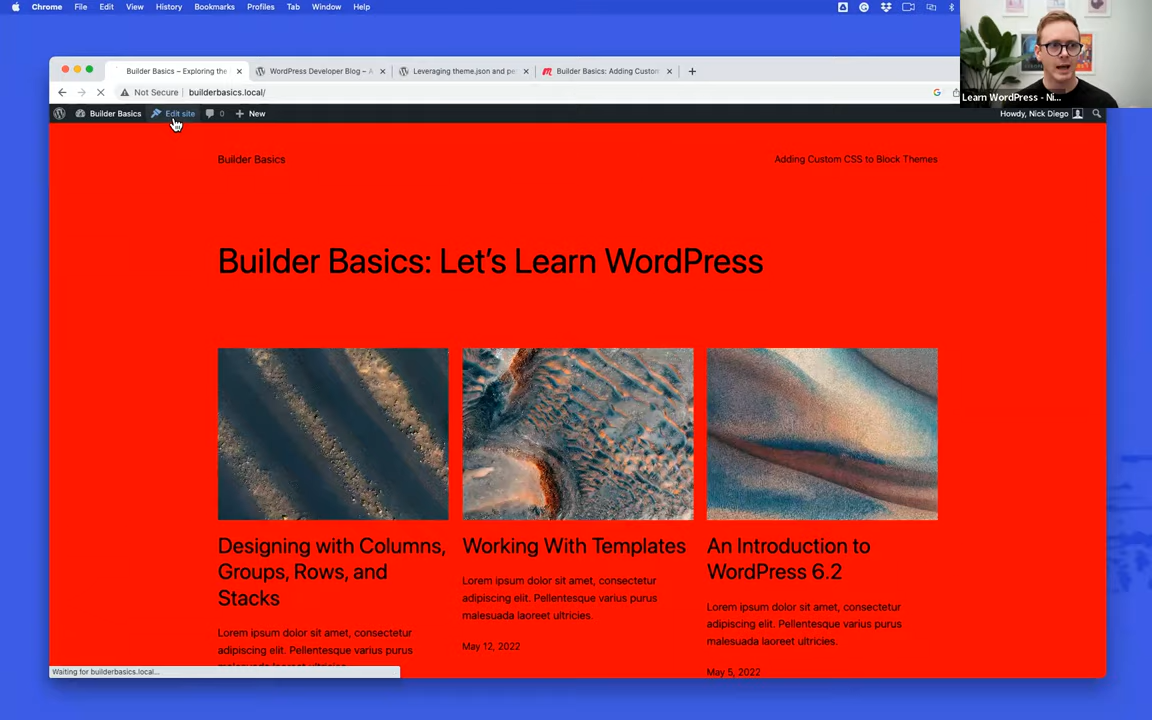 Chrome File Edit View History Bookmarks Profiles Tab Window Help
Builder Basics – Exploring the
WordPress Developer Blog – A
Leveraging theme.json and pe
Builder Basics: Adding Custom
Not Secure builderbasics.local/
Learn WordPress - Ni...
Builder Basics Edit site 0 New
Howdy, Nick Diego
Builder Basics
Adding Custom CSS to Block Themes
Builder Basics: Let's Learn WordPress
Designing with Columns,
Groups, Rows, and
Stacks
Lorem ipsum dolor sit amet, consectetur
adipiscing elit. Pellentesque varius purus
malesuada laoreet ultricies.
Working With Templates
Lorem ipsum dolor sit amet, consectetur
adipiscing elit. Pellentesque varius purus
malesuada laoreet ultricies.
May 12, 2022
An Introduction to
WordPress 6.2
Lorem ipsum dolor sit amet, consectetur
adipiscing elit. Pellentesque varius purus
malesuada laoreet ultricies.
May 5, 2022
Waiting for builderbasics.local...